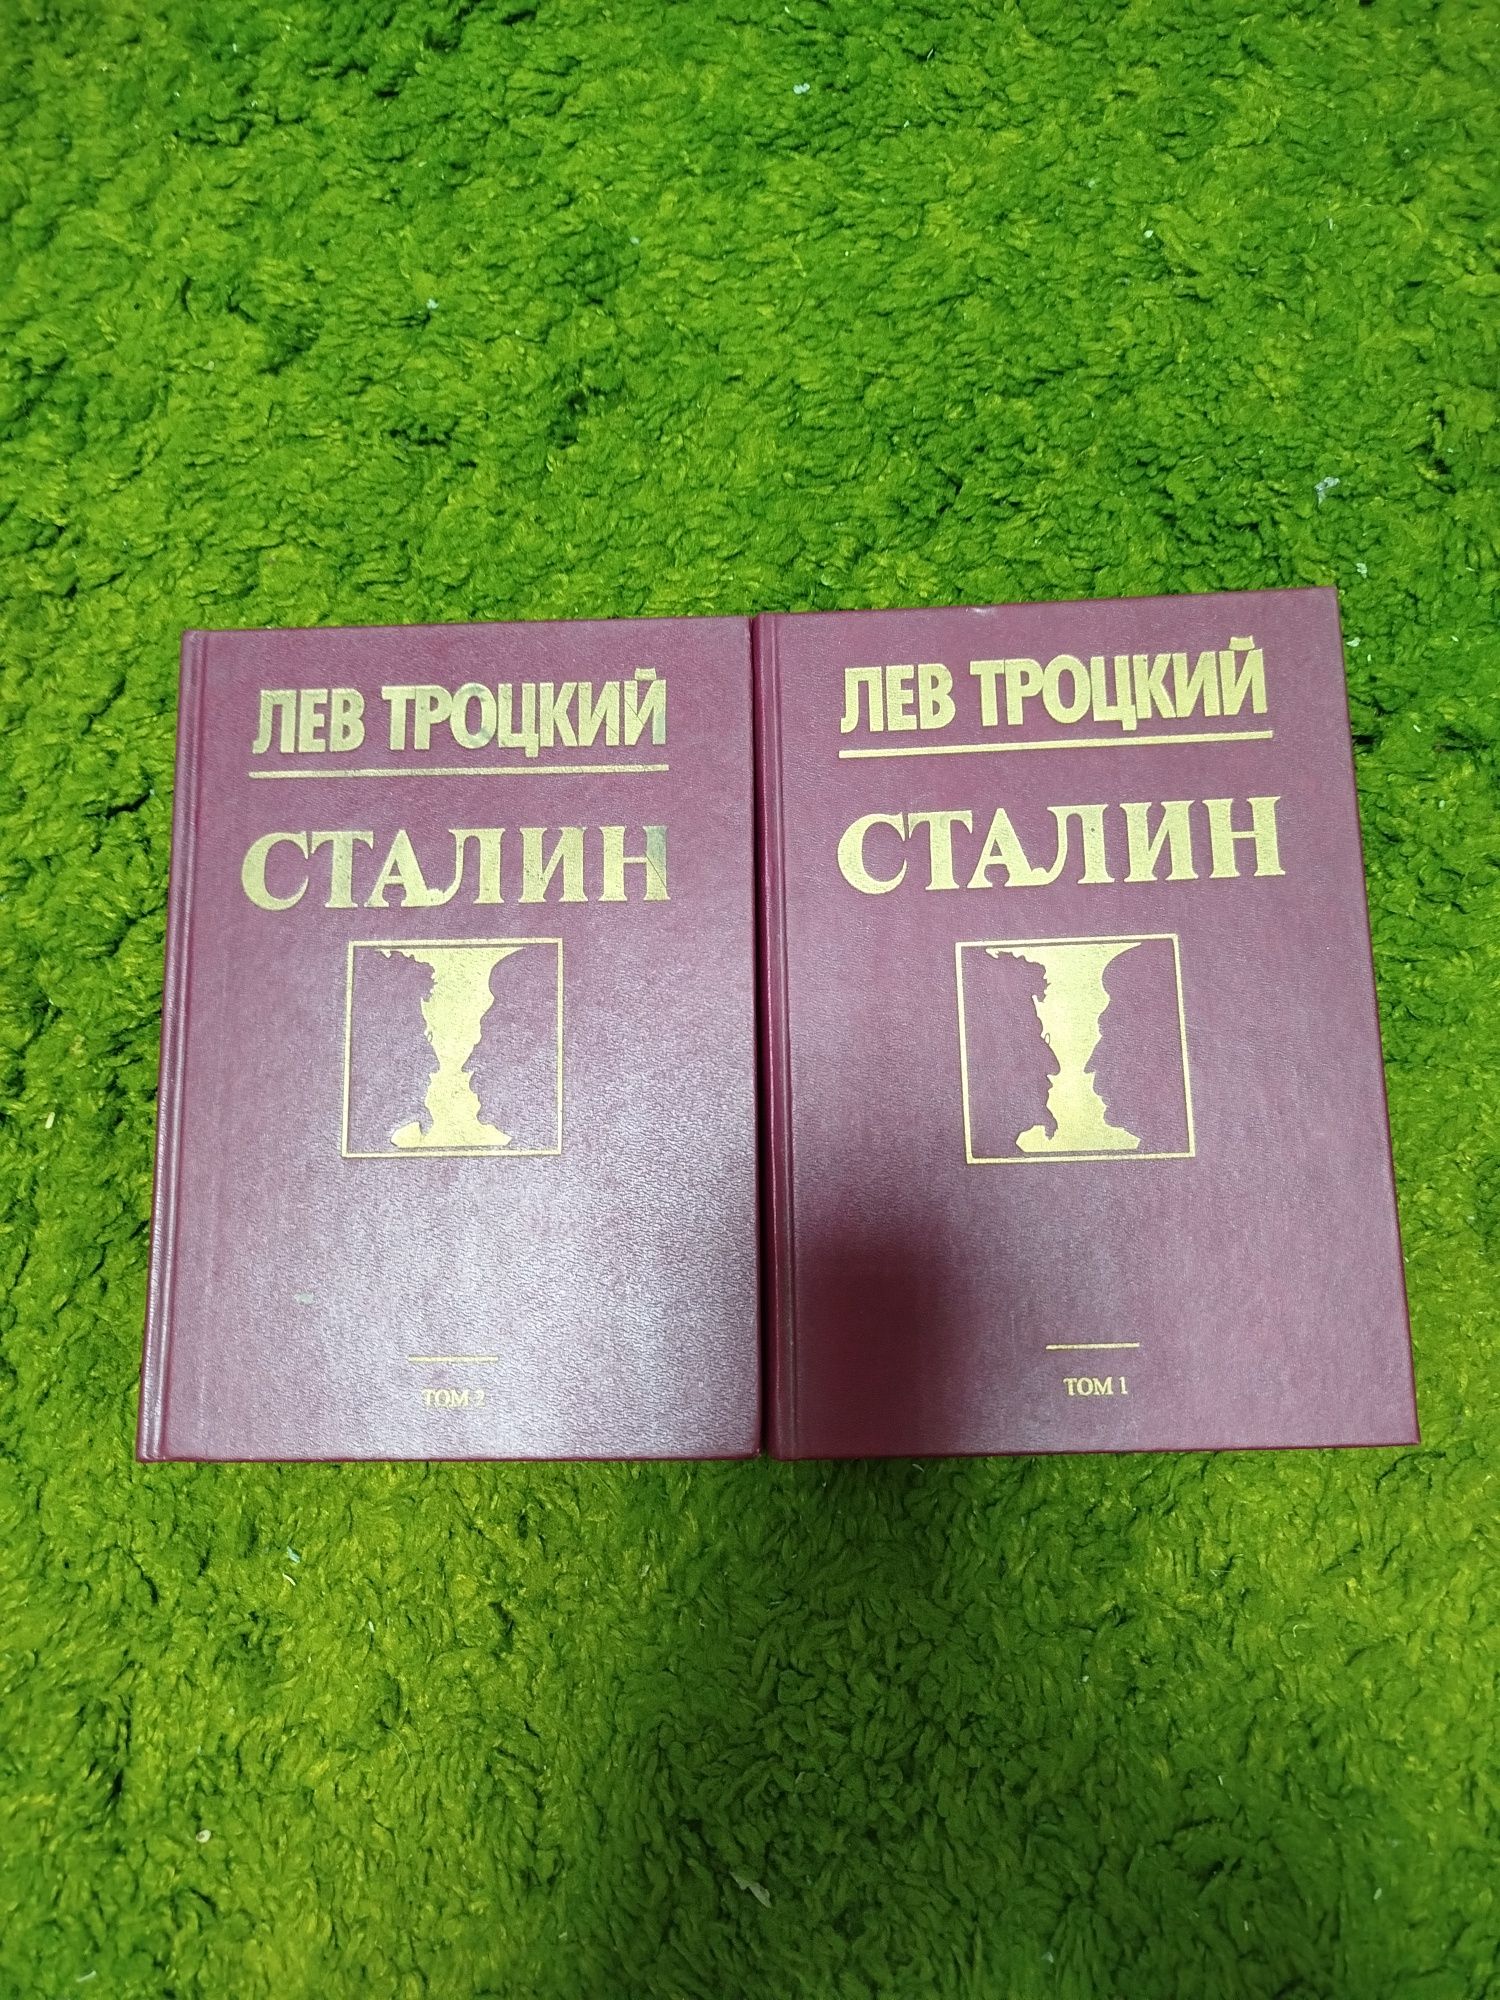 ЛЕВ ТРОЦКИЙ
СТАЛИН
ТОМ 2
ЛЕВ ТРОЦКИЙ
СТАЛИН
ТОМ 1